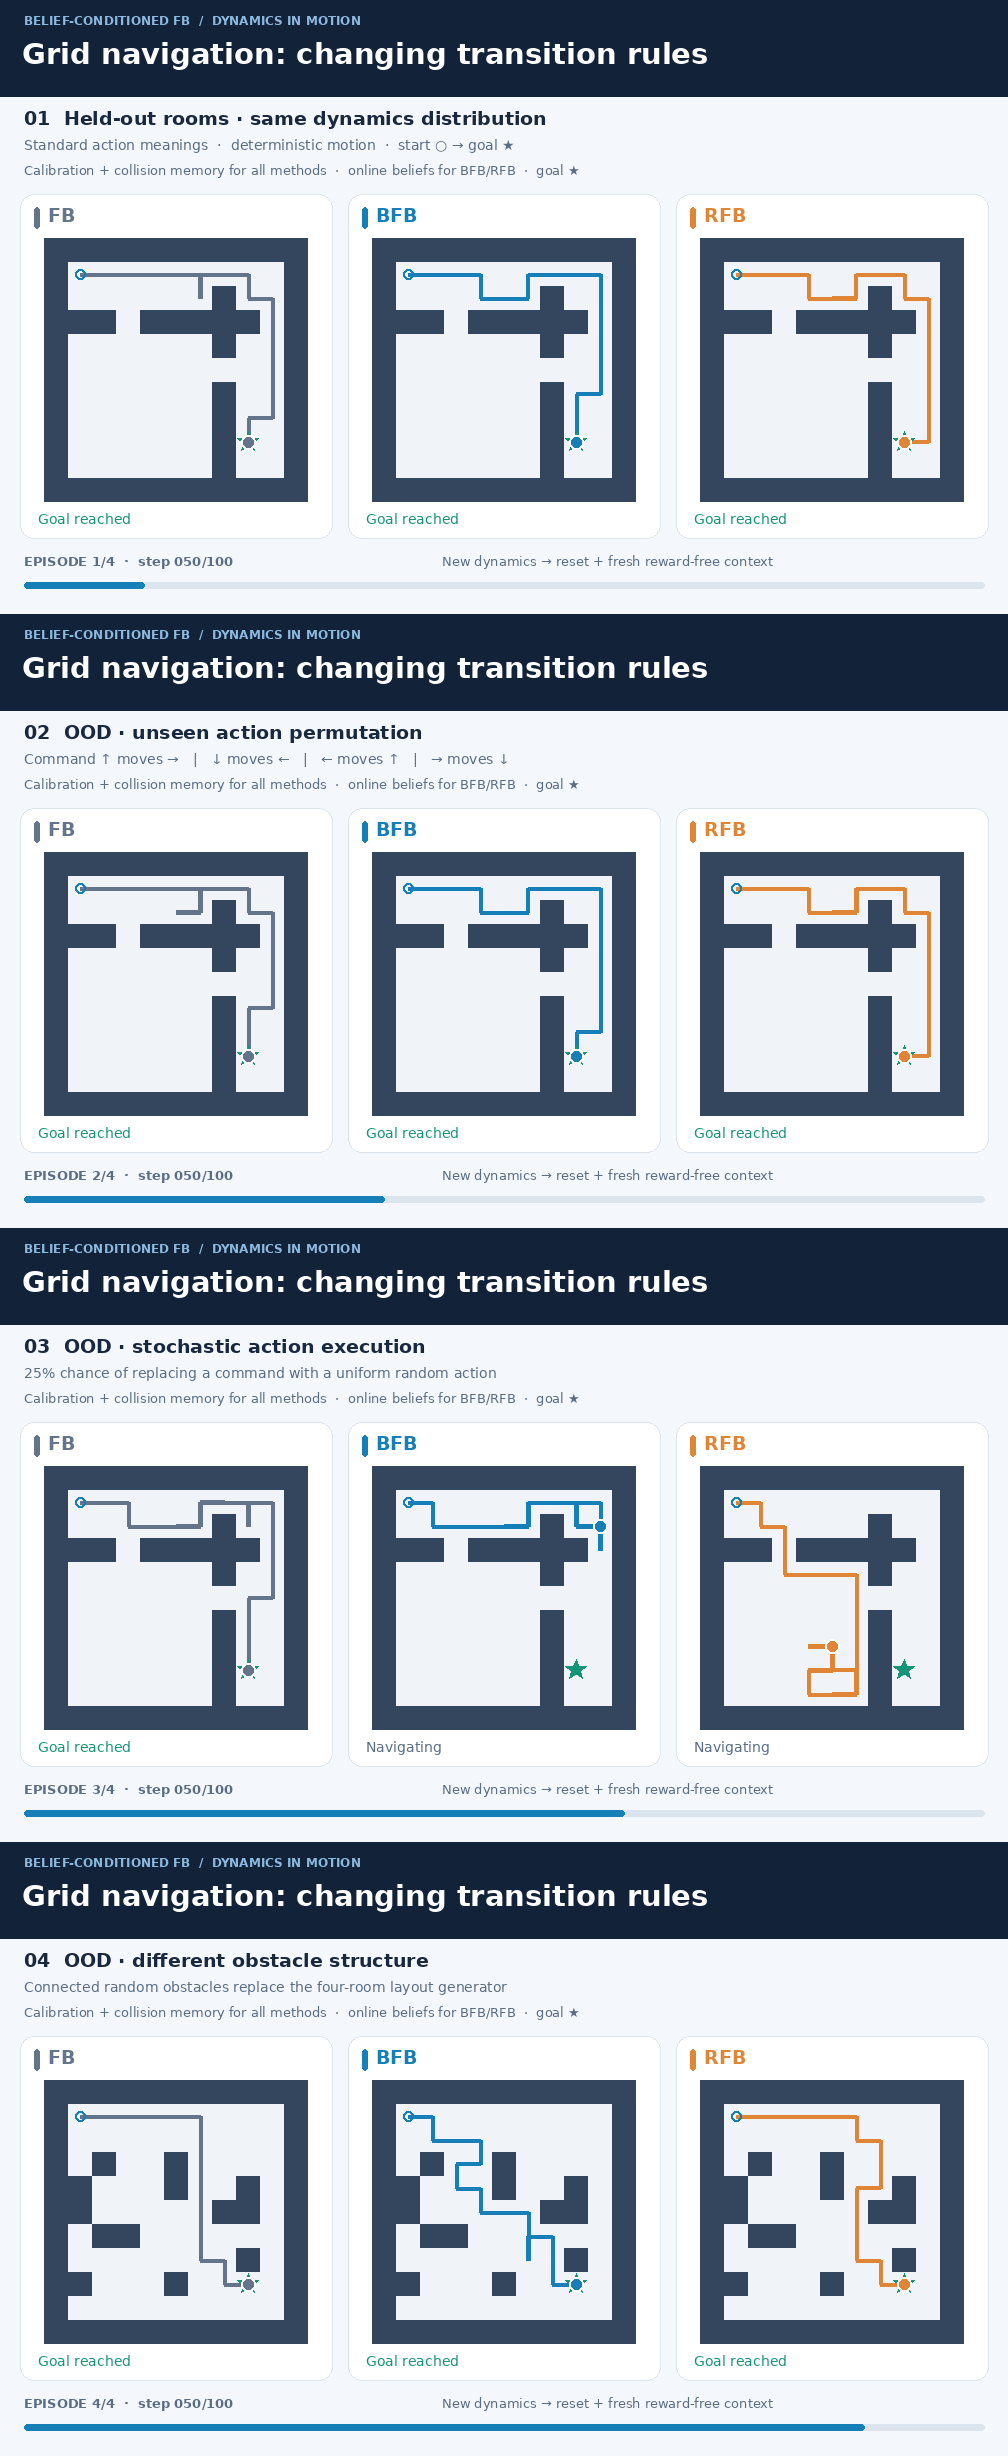 BELIEF-CONDITIONED FB / DYNAMICS IN MOTION
Grid navigation: changing transition rules
01 Held-out rooms · same dynamics distribution
Standard action meanings · deterministic motion · start ○ → goal ★
Calibration + collision memory for all methods · online beliefs for BFB/RFB · goal ★
FB
BFB
RFB
Goal reached
Goal reached
Goal reached
EPISODE 1/4 · step 050/100
New dynamics → reset + fresh reward-free context
BELIEF-CONDITIONED FB / DYNAMICS IN MOTION
Grid navigation: changing transition rules
02 OOD · unseen action permutation
Command ↑ moves → | ↓ moves ← | ← moves ↑ | → moves ↓
Calibration + collision memory for all methods · online beliefs for BFB/RFB · goal ★
FB
BFB
RFB
Goal reached
Goal reached
Goal reached
EPISODE 2/4 · step 050/100
New dynamics → reset + fresh reward-free context
BELIEF-CONDITIONED FB / DYNAMICS IN MOTION
Grid navigation: changing transition rules
03 OOD · stochastic action execution
25% chance of replacing a command with a uniform random action
Calibration + collision memory for all methods · online beliefs for BFB/RFB · goal ★
FB
BFB
RFB
Goal reached
Navigating
Navigating
EPISODE 3/4 · step 050/100
New dynamics → reset + fresh reward-free context
BELIEF-CONDITIONED FB / DYNAMICS IN MOTION
Grid navigation: changing transition rules
04 OOD · different obstacle structure
Connected random obstacles replace the four-room layout generator
Calibration + collision memory for all methods · online beliefs for BFB/RFB · goal ★
FB
BFB
RFB
Goal reached
Goal reached
Goal reached
EPISODE 4/4 · step 050/100
New dynamics → reset + fresh reward-free context